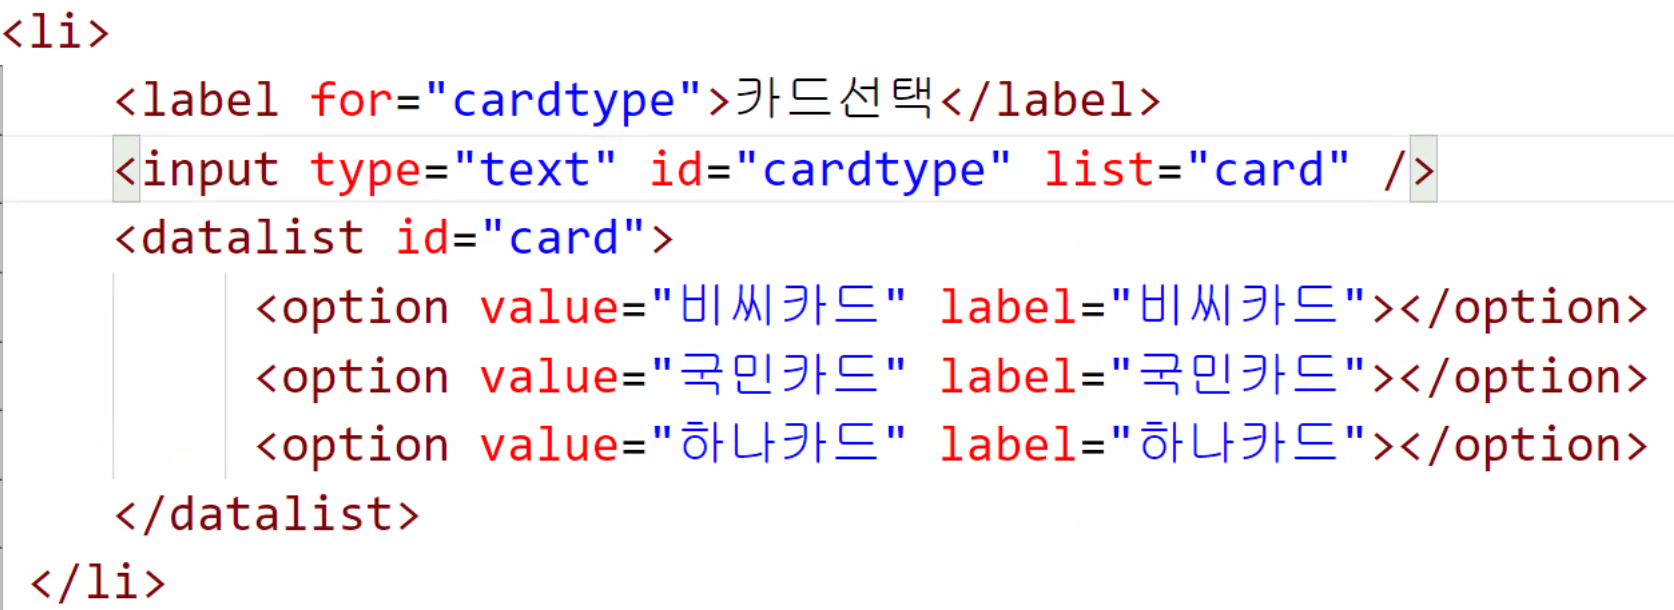 <li>
<label for="cardtype">카드선택</label>
<input type="text" id="cardtype" list="card" />
<datalist id="card">
<option value="비씨카드" label="비씨카드"></option>
<option value="국민카드" label="국민카드"></option>
<option value="하나카드" label="하나카드"></option>
</datalist>
</li>